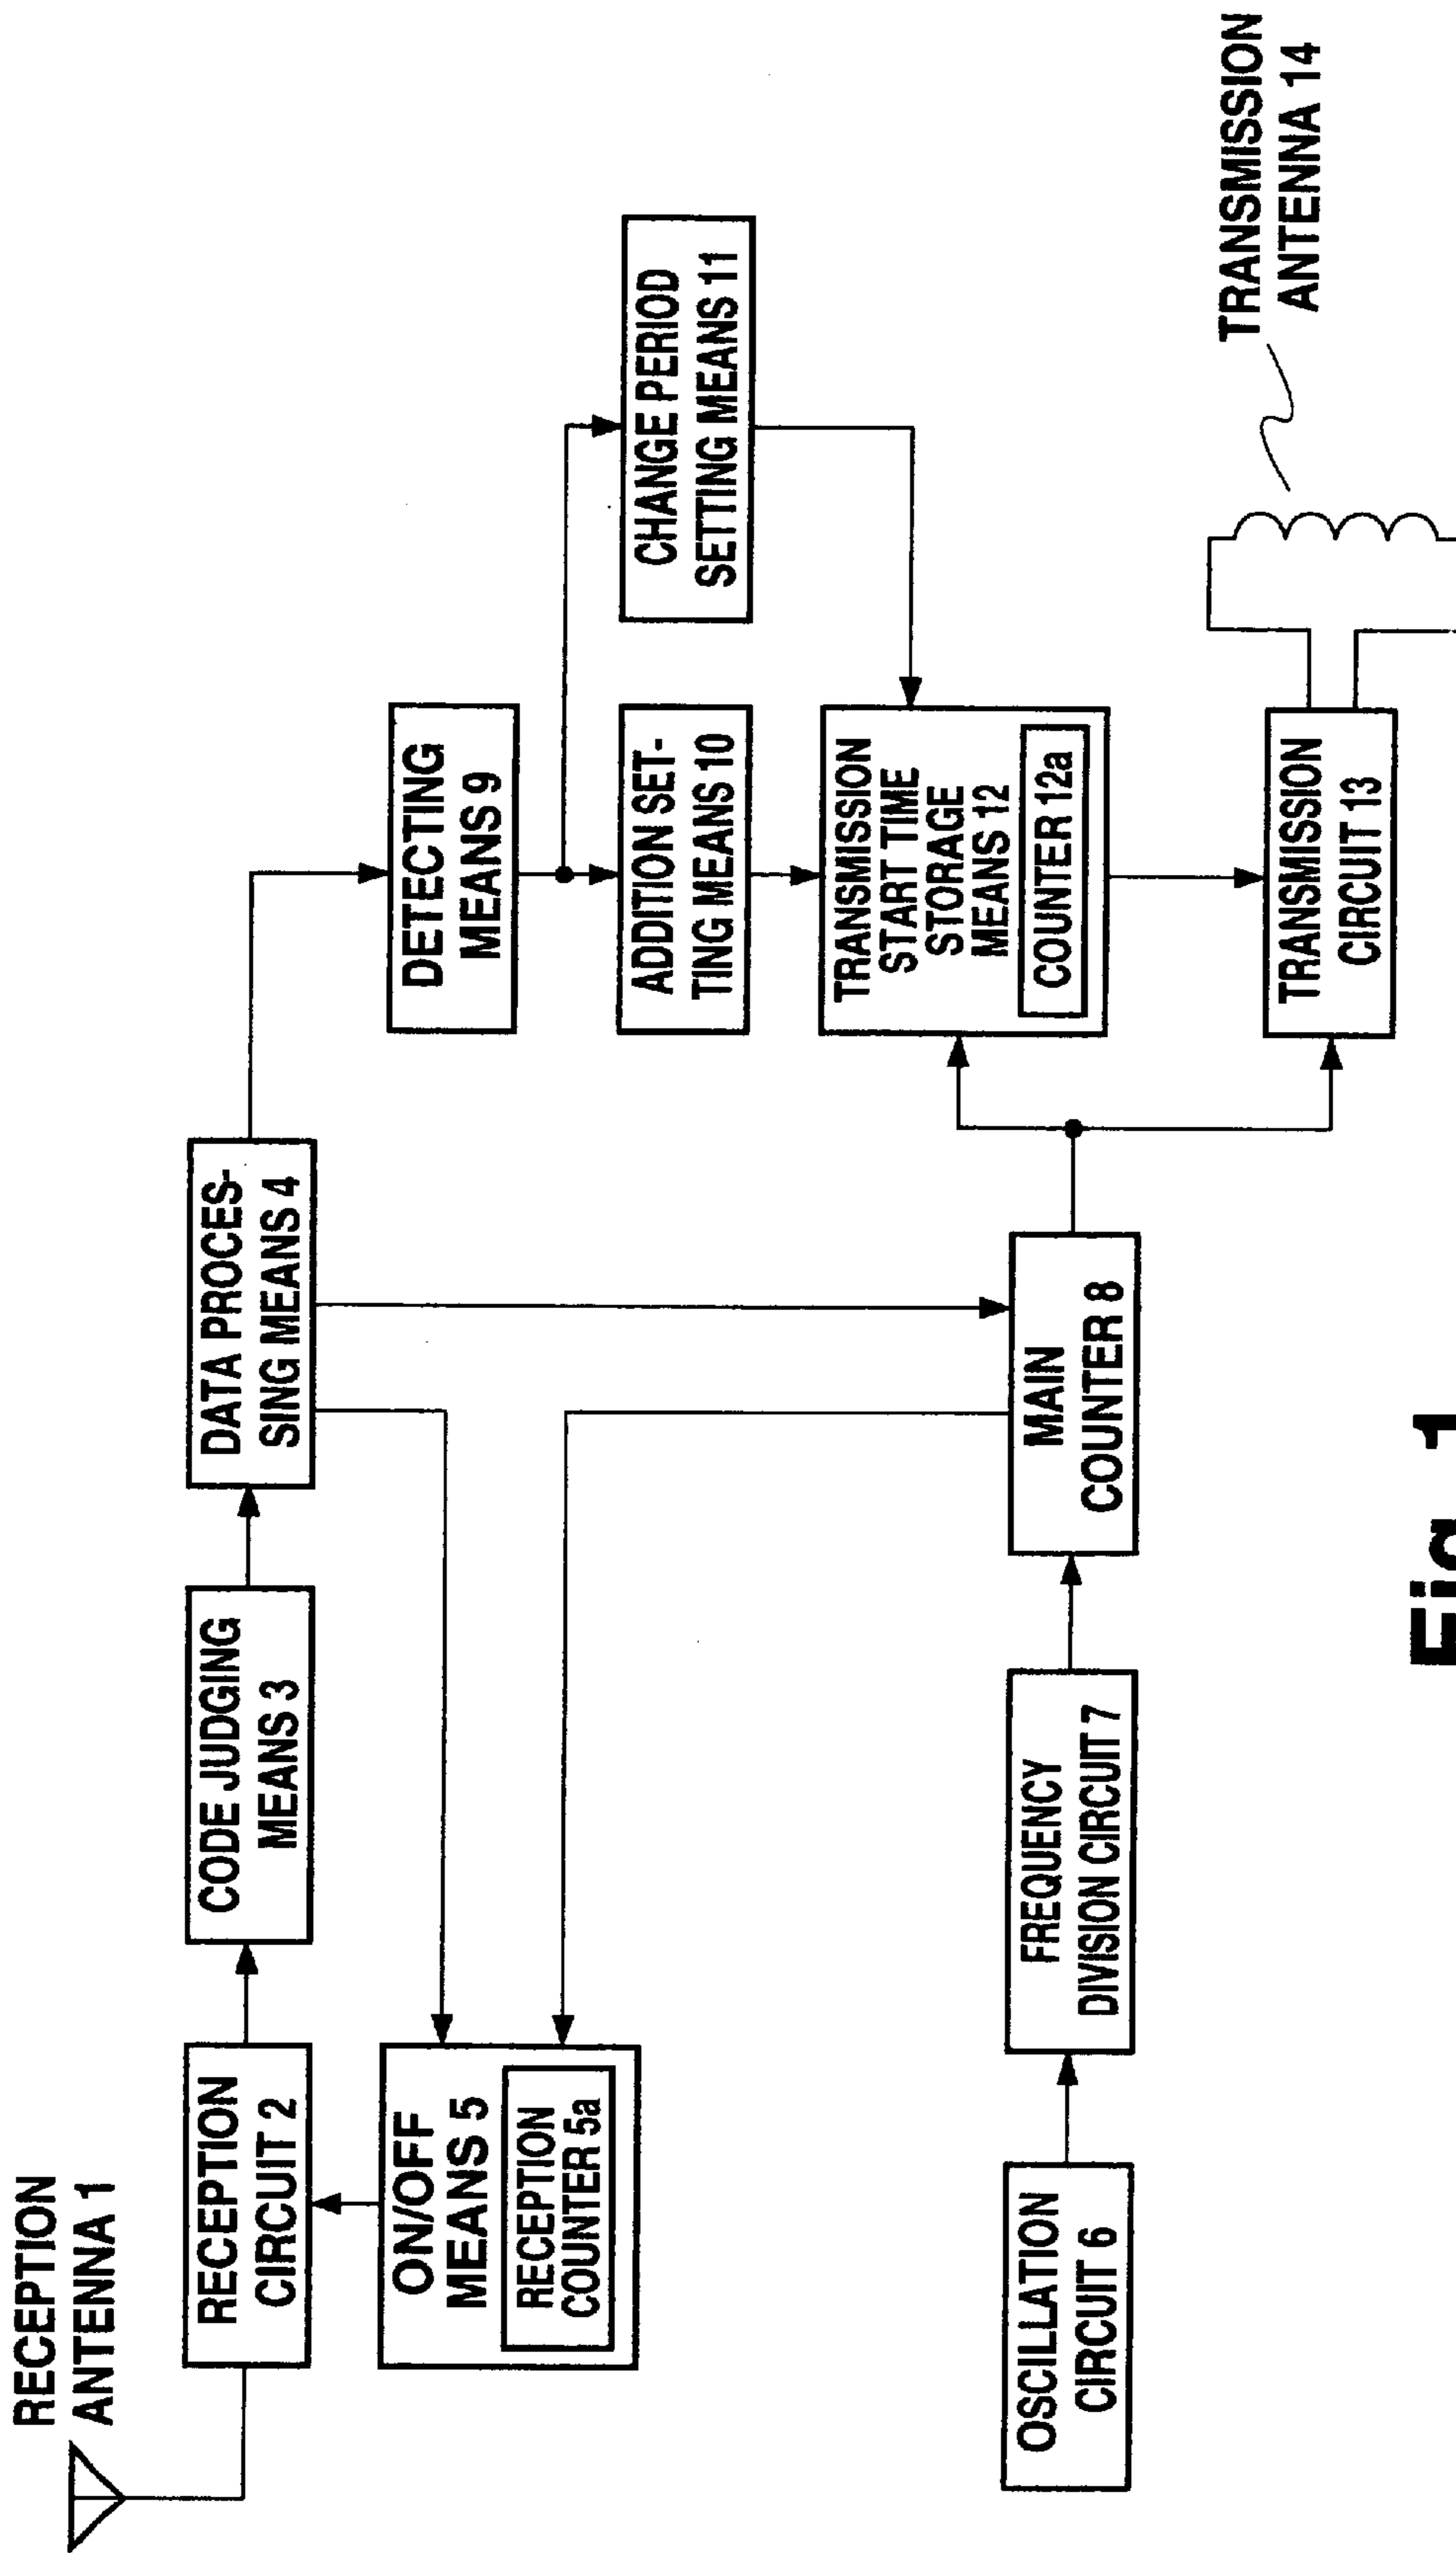 RECEPTION
ANTENNA 1
RECEPTION
CIRCUIT 2
CODE JUDGING
MEANS 3
DATA PROCES-
SING MEANS 4
ON/OFF
MEANS 5
RECEPTION
COUNTER 5a
OSCILLATION
CIRCUIT 6
FREQUENCY
DIVISION CIRCUIT 7
MAIN
COUNTER 8
DETECTING
MEANS 9
ADDITION SET-
TING MEANS 10
CHANGE PERIOD
SETTING MEANS 11
TRANSMISSION
START TIME
STORAGE
MEANS 12
COUNTER 12a
TRANSMISSION
CIRCUIT 13
TRANSMISSION
ANTENNA 14
Fig. 1